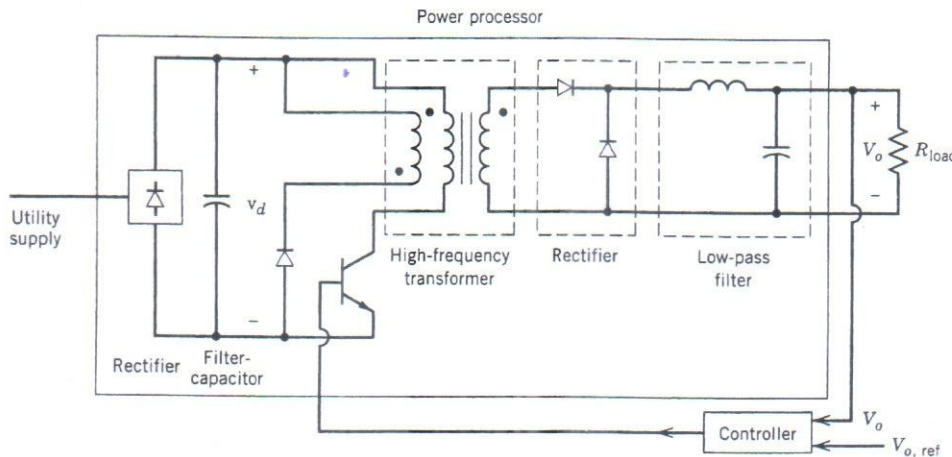 Power processor
Utility
supply
Rectifier
Filter-
capacitor
+
v_d
−
High-frequency
transformer
Rectifier
Low-pass
filter
+
V_o
−
R_load
Controller
V_o
V_o, ref